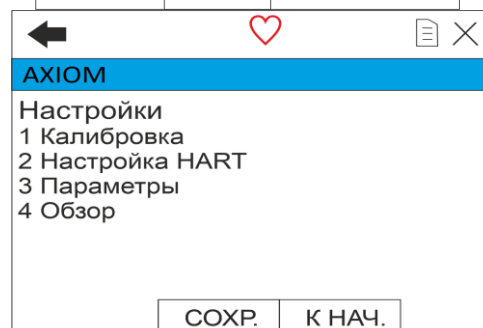 AXIOM
Настройки
1 Калибровка
2 Настройка HART
3 Параметры
4 Обзор
СОХР. К НАЧ.